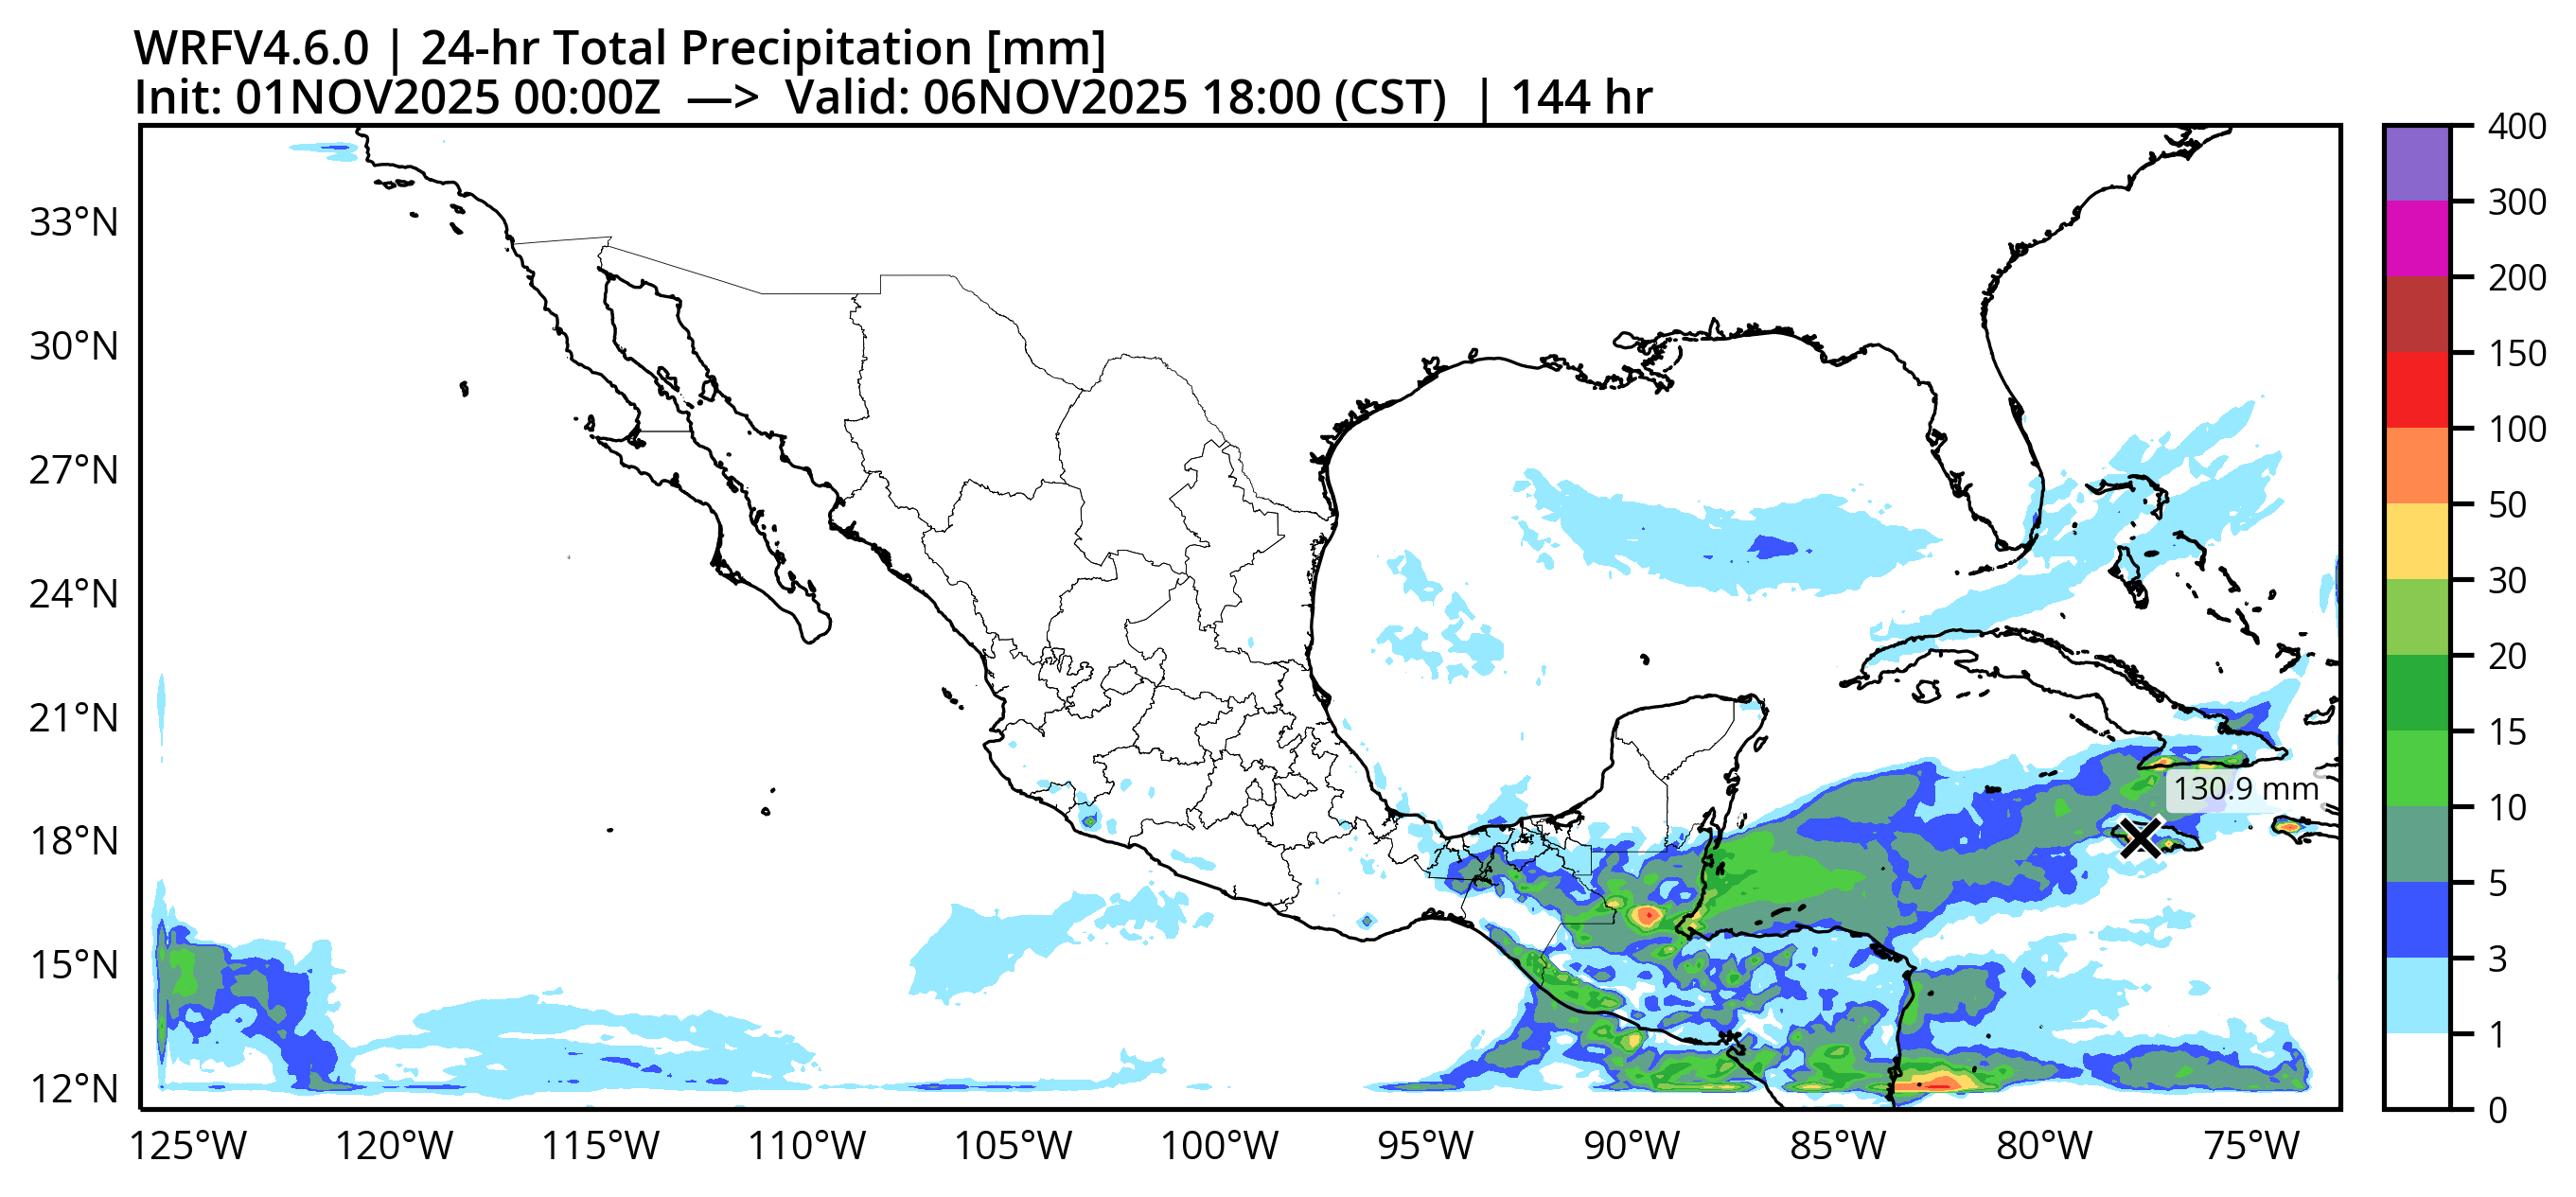 WRFV4.6.0 | 24-hr Total Precipitation [mm]
Init: 01NOV2025 00:00Z —> Valid: 06NOV2025 18:00 (CST) | 144 hr
33°N
30°N
27°N
24°N
21°N
18°N
15°N
12°N
130.9 mm
125°W 120°W 115°W 110°W 105°W 100°W 95°W 90°W 85°W 80°W 75°W
400
300
200
150
100
50
30
20
15
10
5
3
1
0